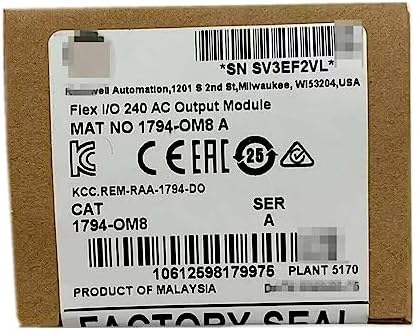 *SN SV3EF2VL*
Automation,1201 S 2nd St,Milwaukee, WI53204,USA
Flex I/O 240 AC Output Module
MAT NO 1794-OM8 A
CE EAC 25
KCC.REM-RAA-1794-DO
CAT SER
1794-OM8 A
10612598179975 PLANT 5170
PRODUCT OF MALAYSIA
FACTORY SEAL